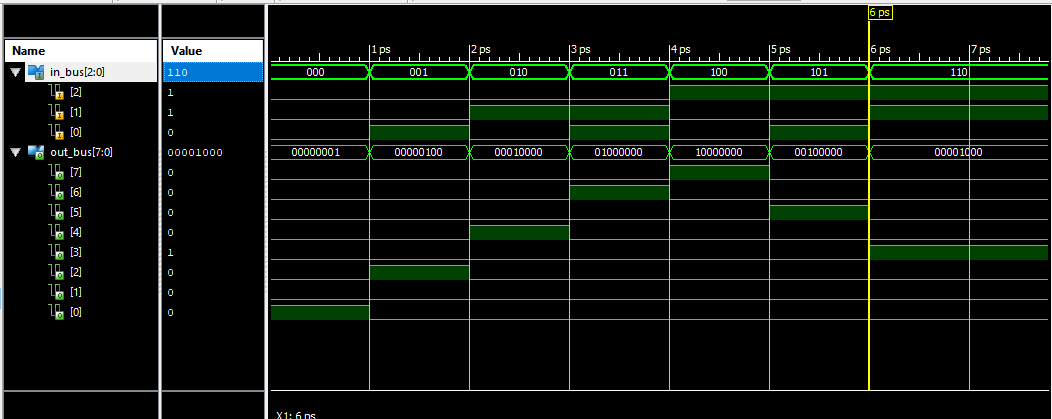 6 ps
Name Value
1 ps 2 ps 3 ps 4 ps 5 ps 6 ps 7 ps
in_bus[2:0] 110 000 001 010 011 100 101 110
[2] 1
[1] 1
[0] 0
out_bus[7:0] 00001000 00000001 00000100 00010000 01000000 10000000 00100000 00001000
[7] 0
[6] 0
[5] 0
[4] 0
[3] 1
[2] 0
[1] 0
[0] 0
X1: 6 ps